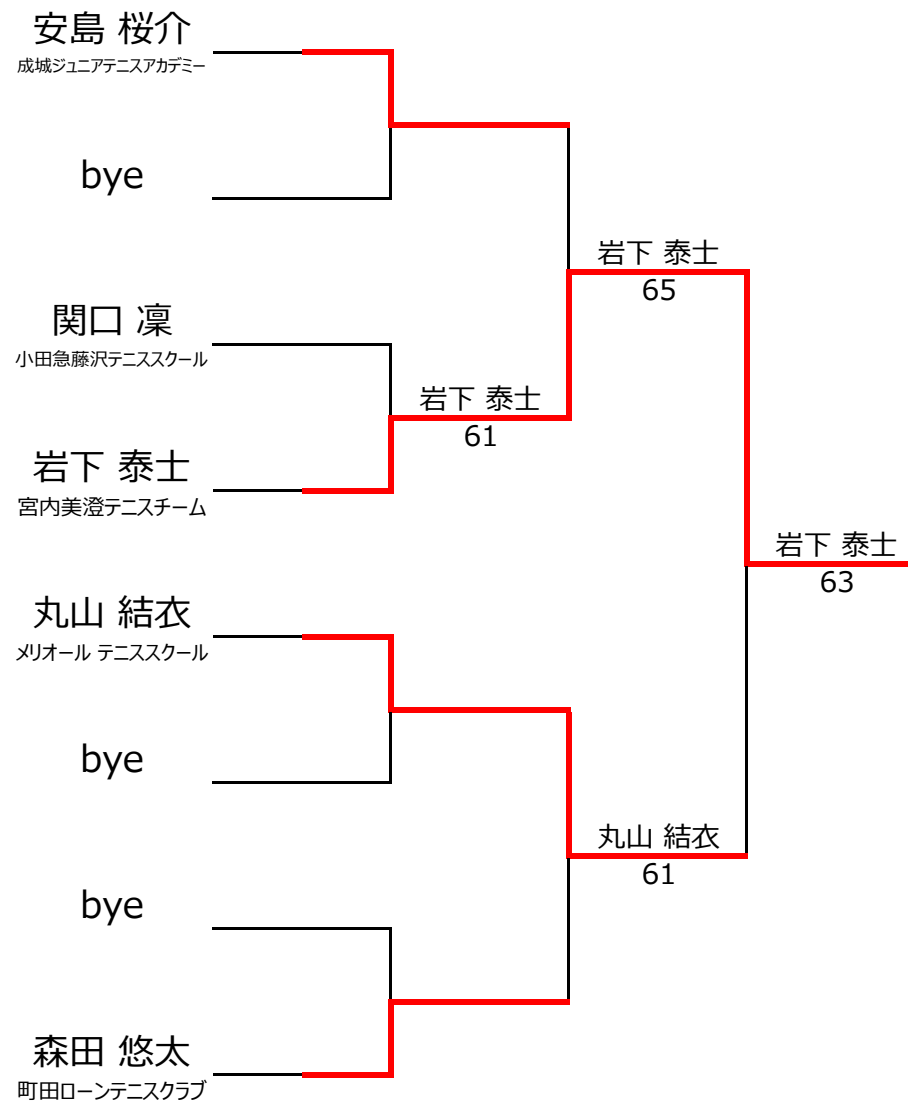 安島 桜介
成城ジュニアテニスアカデミー
bye
関口 凜
小田急藤沢テニススクール
岩下 泰士
宮内美澄テニスチーム
丸山 結衣
メリオール テニススクール
bye
bye
森田 悠太
町田ローンテニスクラブ
岩下 泰士
61
岩下 泰士
65
丸山 結衣
61
岩下 泰士
63